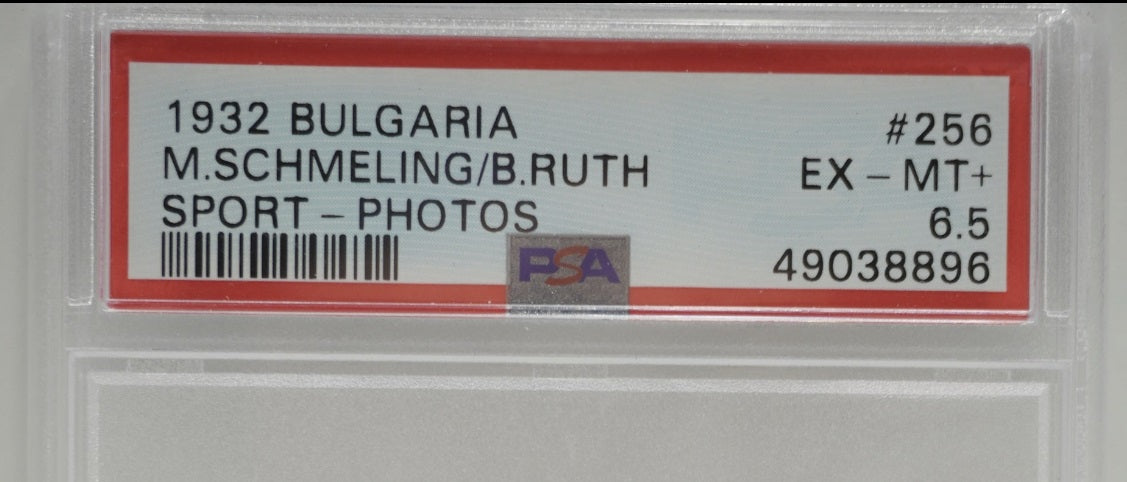 1932 BULGARIA #256
M.SCHMELING/B.RUTH EX - MT+
SPORT - PHOTOS 6.5
PSA 49038896